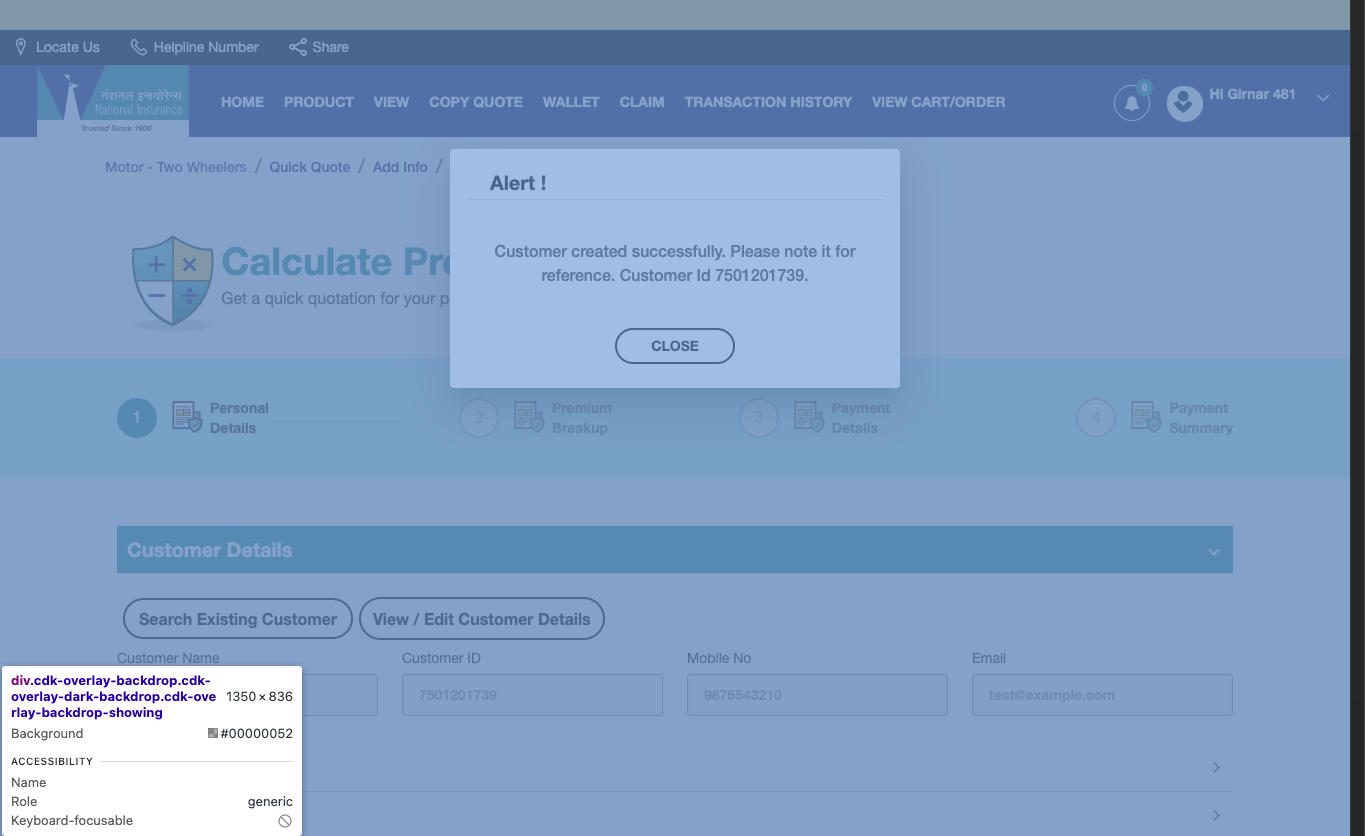 Locate Us Helpline Number Share
नेशनल इन्श्योरेन्स
National Insurance
Trusted Since 1906
HOME PRODUCT VIEW COPY QUOTE WALLET CLAIM TRANSACTION HISTORY VIEW CART/ORDER
0
Hi Girnar 481
Motor - Two Wheelers / Quick Quote / Add Info /
Alert !
Customer created successfully. Please note it for
reference. Customer Id 7501201739.
CLOSE
Calculate Pre
Get a quick quotation for your p
1 Personal
Details
2 Premium
Breakup
3 Payment
Details
4 Payment
Summary
Customer Details
Search Existing Customer View / Edit Customer Details
Customer Name Customer ID Mobile No Email
7501201739 9876543210 test@example.com
div.cdk-overlay-backdrop.cdk-
overlay-dark-backdrop.cdk-ove
rlay-backdrop-showing
1350 × 836
Background #00000052
ACCESSIBILITY
Name
Role generic
Keyboard-focusable